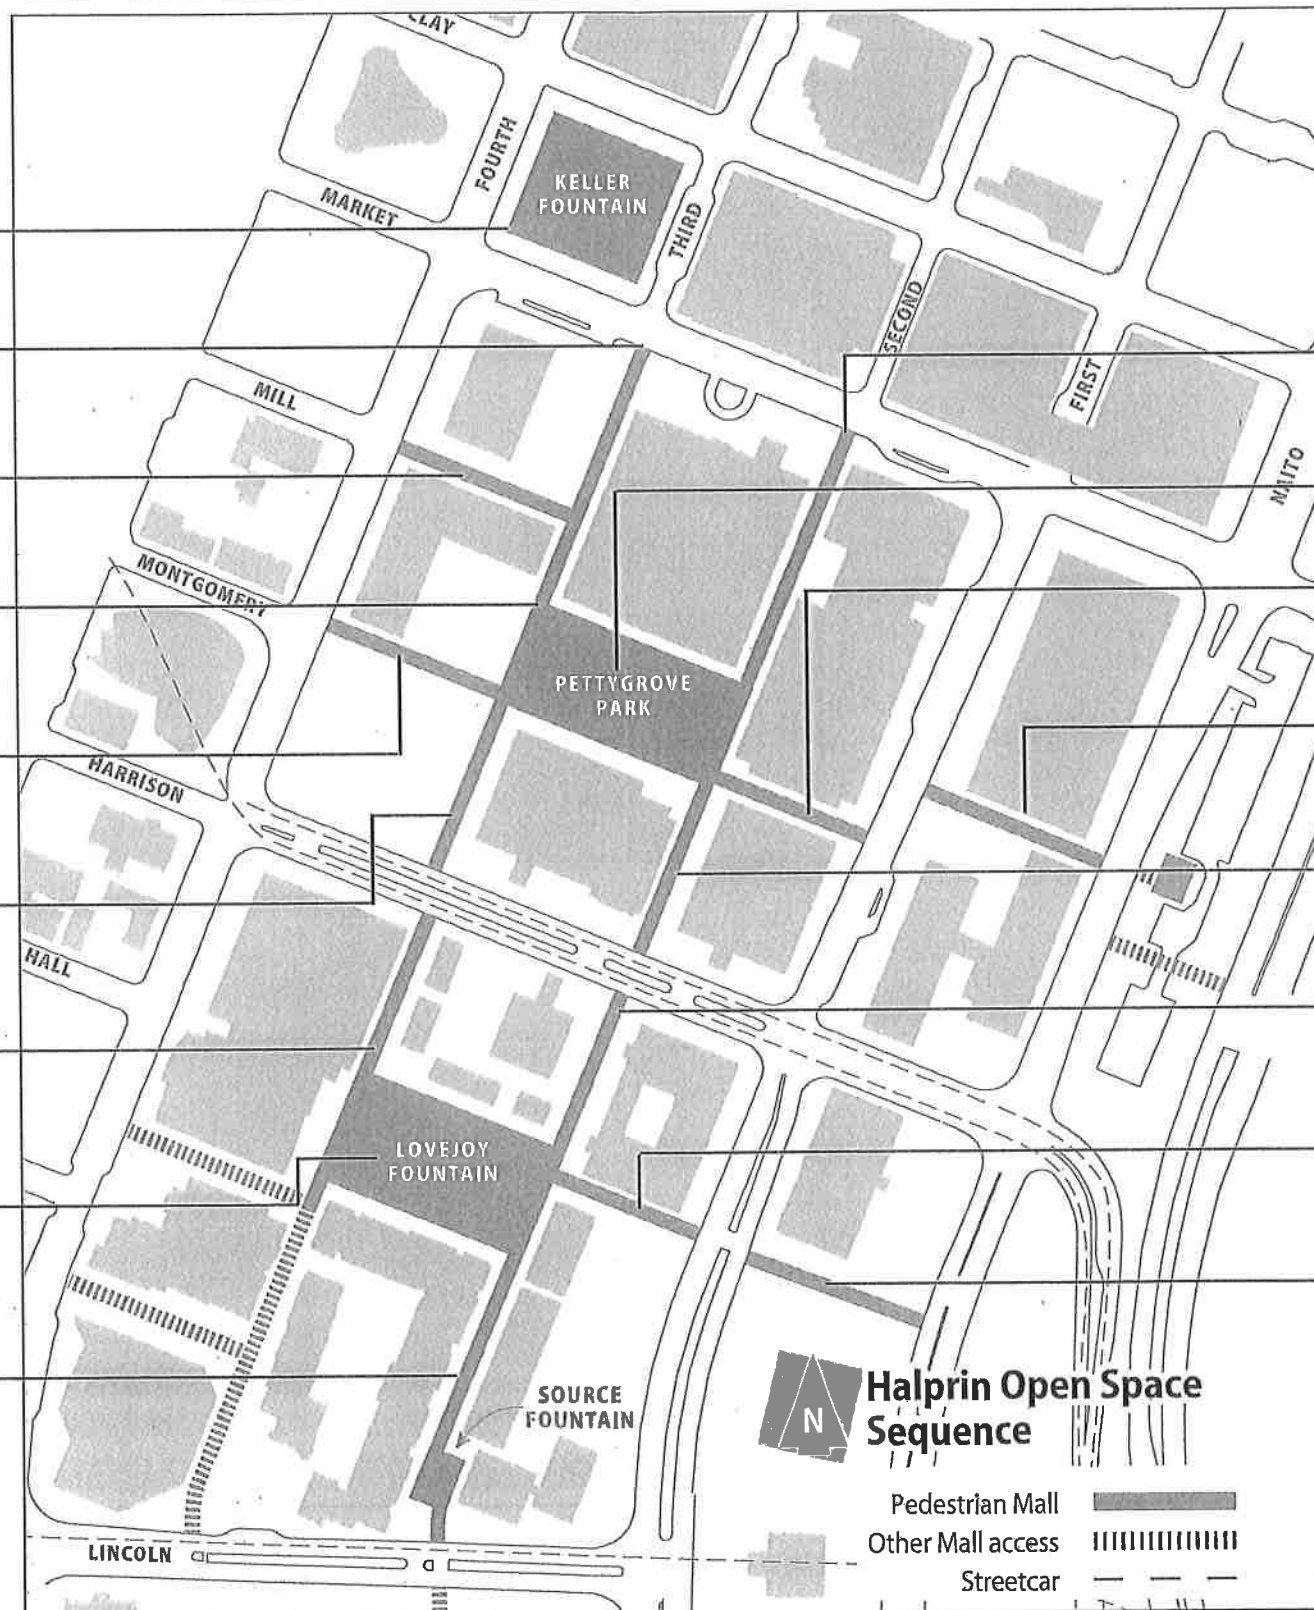 CLAY
FOURTH
KELLER
FOUNTAIN
MARKET
THIRD
SECOND
FIRST
MILL
NAITO
MONTGOMERY
PETTYGROVE
PARK
HARRISON
HALL
LOVEJOY
FOUNTAIN
SOURCE
FOUNTAIN
N
Halprin Open Space
Sequence
Pedestrian Mall
Other Mall access
Streetcar
LINCOLN